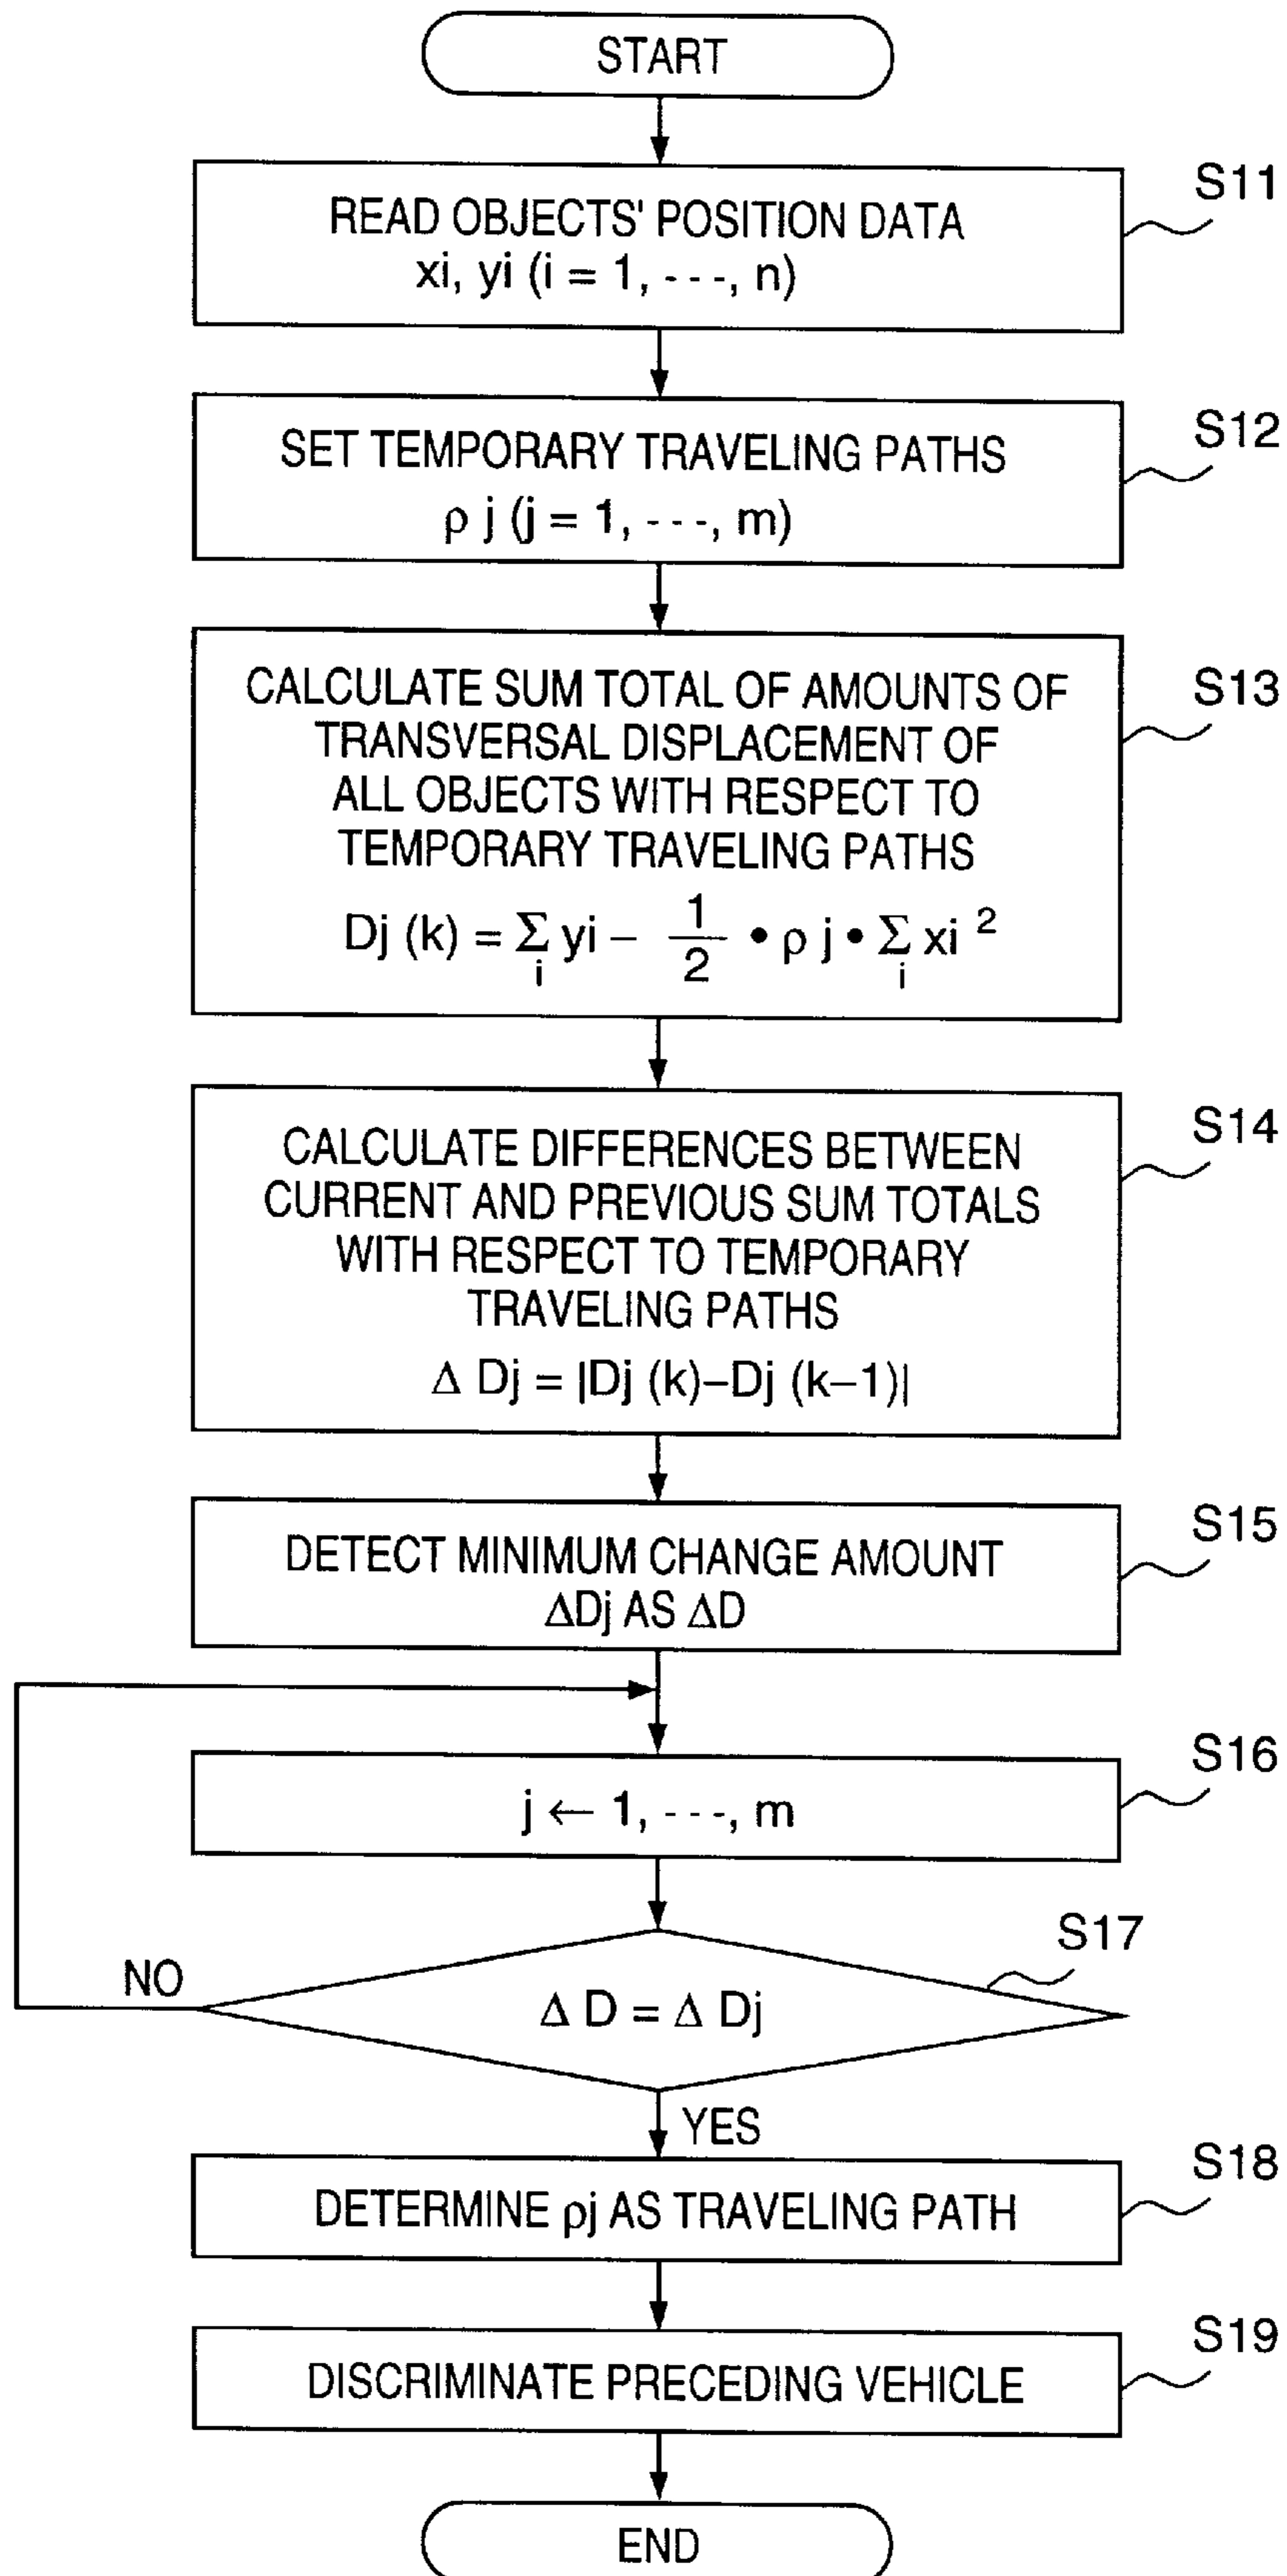 START
S11
READ OBJECTS' POSITION DATA
xi, yi (i = 1, - - -, n)
S12
SET TEMPORARY TRAVELING PATHS
ρ j (j = 1, - - -, m)
S13
CALCULATE SUM TOTAL OF AMOUNTS OF
TRANSVERSAL DISPLACEMENT OF
ALL OBJECTS WITH RESPECT TO
TEMPORARY TRAVELING PATHS
Dj (k) = Σ i yi – 1/2 • ρ j • Σ i xi ²
S14
CALCULATE DIFFERENCES BETWEEN
CURRENT AND PREVIOUS SUM TOTALS
WITH RESPECT TO TEMPORARY
TRAVELING PATHS
Δ Dj = |Dj (k)–Dj (k–1)|
S15
DETECT MINIMUM CHANGE AMOUNT
ΔDj AS ΔD
S16
j ← 1, - - -, m
S17
NO
Δ D = Δ Dj
YES
S18
DETERMINE ρj AS TRAVELING PATH
S19
DISCRIMINATE PRECEDING VEHICLE
END